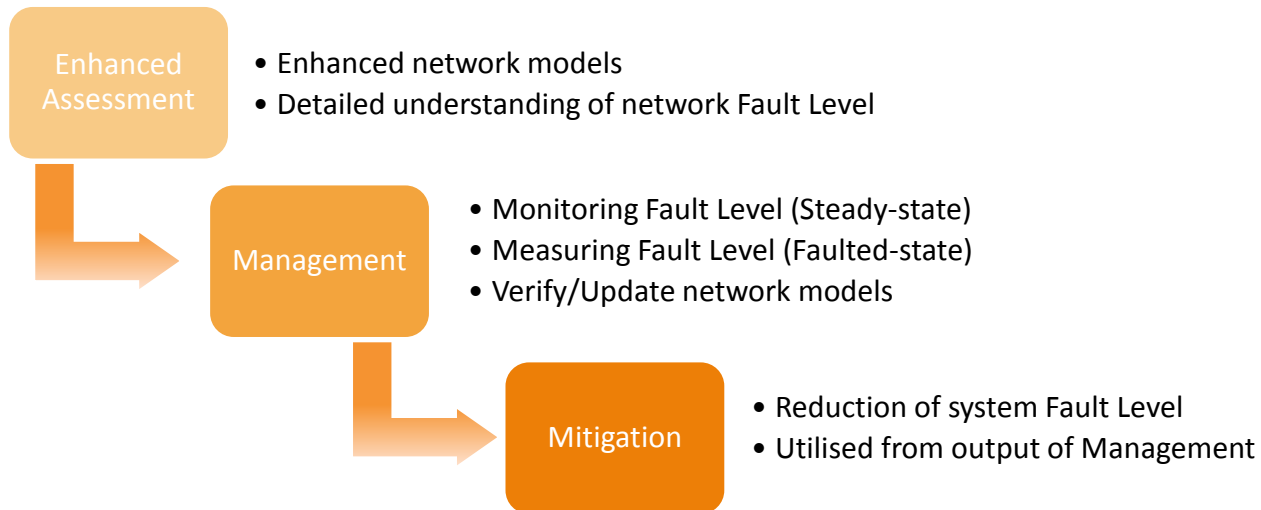 Enhanced
Assessment
• Enhanced network models
• Detailed understanding of network Fault Level
Management
• Monitoring Fault Level (Steady-state)
• Measuring Fault Level (Faulted-state)
• Verify/Update network models
Mitigation
• Reduction of system Fault Level
• Utilised from output of Management